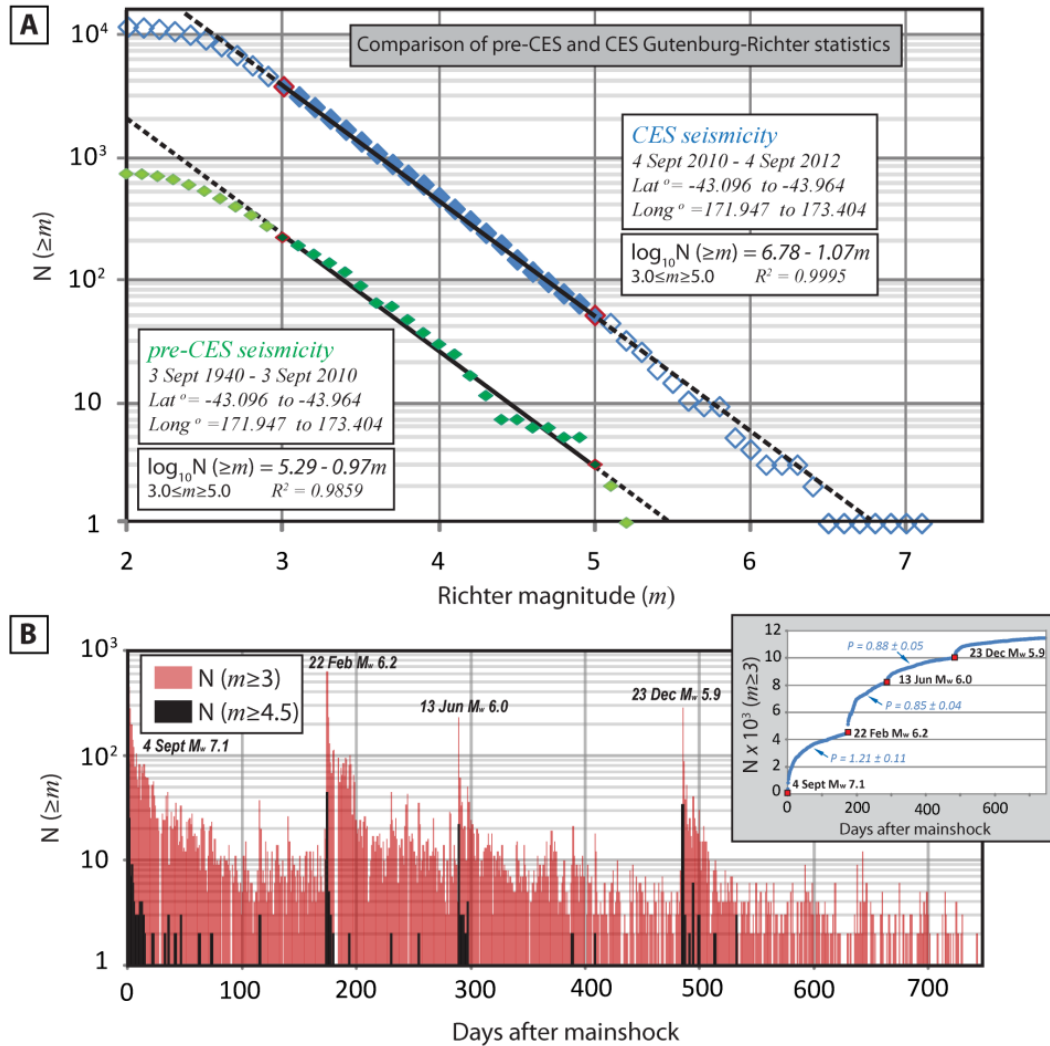 A
Comparison of pre-CES and CES Gutenburg-Richter statistics
N (≥m)
10⁴
10³
10²
10
1
CES seismicity
4 Sept 2010 - 4 Sept 2012
Lat ° = -43.096 to -43.964
Long ° =171.947 to 173.404
log₁₀N (≥m) = 6.78 - 1.07m
3.0≤m≥5.0 R² = 0.9995
pre-CES seismicity
3 Sept 1940 - 3 Sept 2010
Lat ° = -43.096 to -43.964
Long ° =171.947 to 173.404
log₁₀N (≥m) = 5.29 - 0.97m
3.0≤m≥5.0 R² = 0.9859
2 3 4 5 6 7
Richter magnitude (m)
B
N (≥m)
10³
10²
10
1
N (m≥3)
N (m≥4.5)
4 Sept Mw 7.1
22 Feb Mw 6.2
13 Jun Mw 6.0
23 Dec Mw 5.9
0 100 200 300 400 500 600 700
Days after mainshock
N x 10³ (m≥3)
12
10
8
6
4
2
0
P = 0.88 ± 0.05
23 Dec Mw 5.9
13 Jun Mw 6.0
P = 0.85 ± 0.04
22 Feb Mw 6.2
P = 1.21 ± 0.11
4 Sept Mw 7.1
0 200 400 600
Days after mainshock